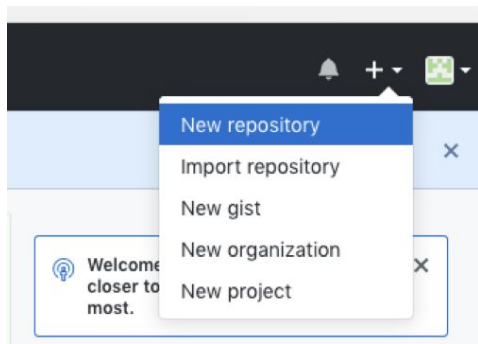 New repository
Import repository
New gist
New organization
New project
Welcome
closer to
most.